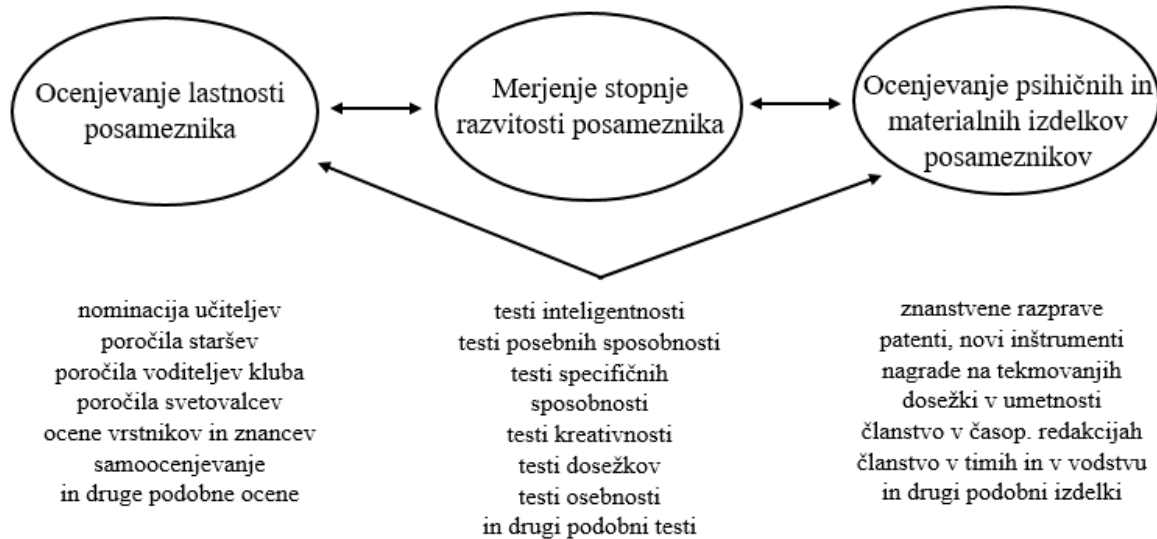 Ocenjevanje lastnosti
posameznika
Merjenje stopnje
razvitosti posameznika
Ocenjevanje psihičnih in
materialnih izdelkov
posameznikov
nominacija učiteljev
poročila staršev
poročila voditeljev kluba
poročila svetovalcev
ocene vrstnikov in znancev
samoocenjevanje
in druge podobne ocene
testi inteligentnosti
testi posebnih sposobnosti
testi specifičnih
sposobnosti
testi kreativnosti
testi dosežkov
testi osebnosti
in drugi podobni testi
znanstvene razprave
patenti, novi inštrumenti
nagrade na tekmovanjih
dosežki v umetnosti
članstvo v časop. redakcijah
članstvo v timih in v vodstvu
in drugi podobni izdelki